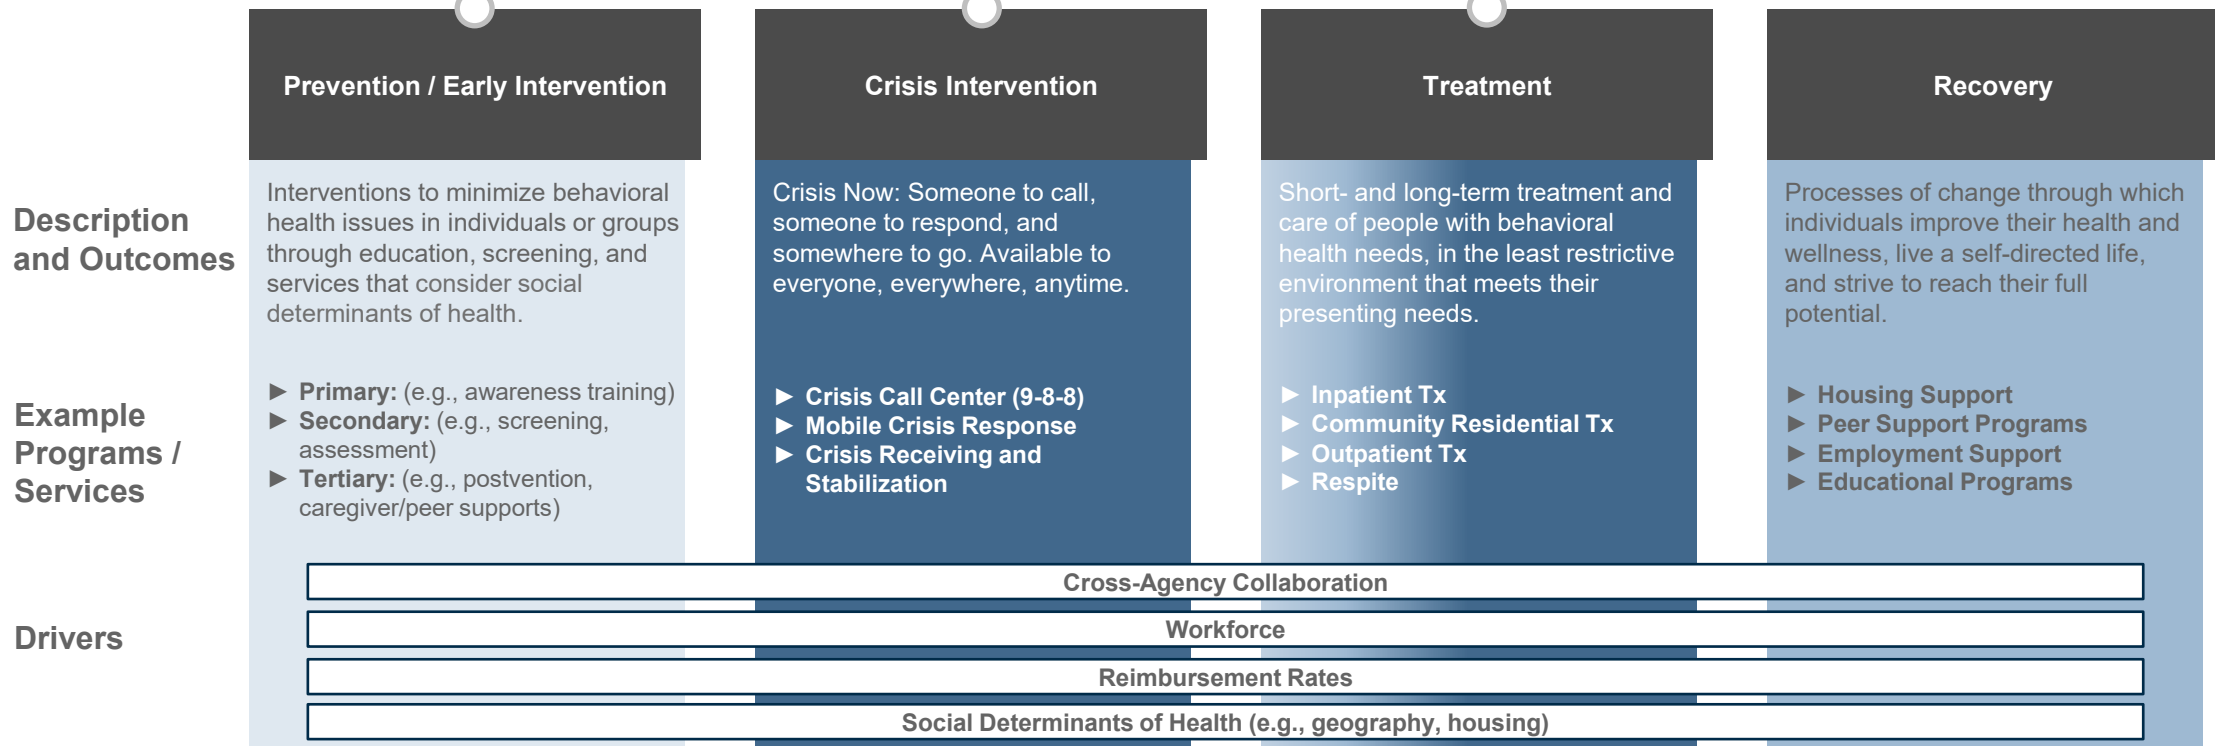 Prevention / Early Intervention
Crisis Intervention
Treatment
Recovery
Description
and Outcomes
Interventions to minimize behavioral
health issues in individuals or groups
through education, screening, and
services that consider social
determinants of health.
Crisis Now: Someone to call,
someone to respond, and
somewhere to go. Available to
everyone, everywhere, anytime.
Short- and long-term treatment and
care of people with behavioral
health needs, in the least restrictive
environment that meets their
presenting needs.
Processes of change through which
individuals improve their health and
wellness, live a self-directed life,
and strive to reach their full
potential.
Example
Programs /
Services
► Primary: (e.g., awareness training)
► Secondary: (e.g., screening,
assessment)
► Tertiary: (e.g., postvention,
caregiver/peer supports)
► Crisis Call Center (9-8-8)
► Mobile Crisis Response
► Crisis Receiving and
Stabilization
► Inpatient Tx
► Community Residential Tx
► Outpatient Tx
► Respite
► Housing Support
► Peer Support Programs
► Employment Support
► Educational Programs
Drivers
Cross-Agency Collaboration
Workforce
Reimbursement Rates
Social Determinants of Health (e.g., geography, housing)